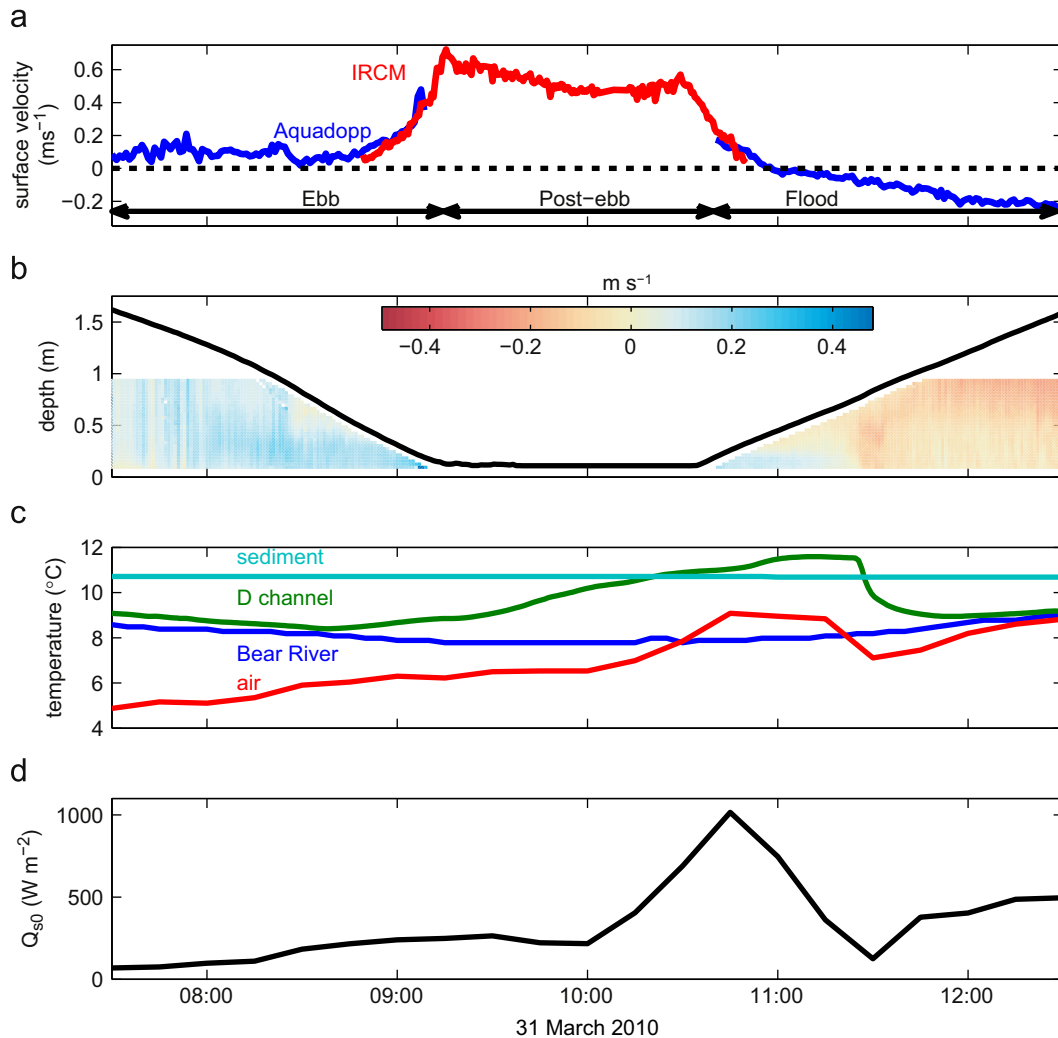 a
surface velocity
(ms⁻¹)
0.6
0.4
0.2
0
−0.2
IRCM
Aquadopp
Ebb
Post−ebb
Flood
b
depth (m)
1.5
1
0.5
0
m s⁻¹
−0.4
−0.2
0
0.2
0.4
c
temperature (°C)
12
10
8
6
4
sediment
D channel
Bear River
air
d
Qs0 (W m⁻²)
1000
500
0
08:00
09:00
10:00
11:00
12:00
31 March 2010